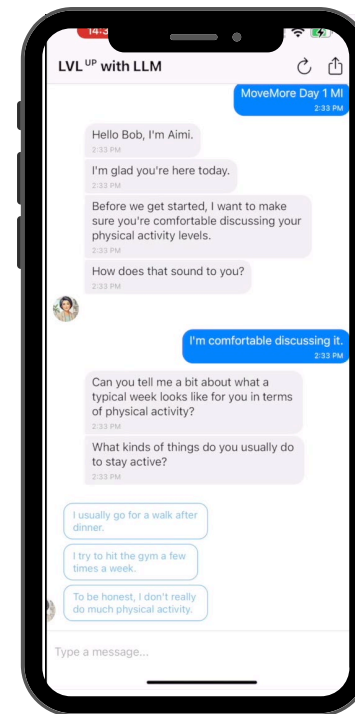 LVL UP with LLM
MoveMore Day 1 MI
2:33 PM
Hello Bob, I'm Aimi.
2:33 PM
I'm glad you're here today.
2:33 PM
Before we get started, I want to make
sure you're comfortable discussing your
physical activity levels.
2:33 PM
How does that sound to you?
2:33 PM
I'm comfortable discussing it.
2:33 PM
Can you tell me a bit about what a
typical week looks like for you in terms
of physical activity?
2:33 PM
What kinds of things do you usually do
to stay active?
2:33 PM
I usually go for a walk after
dinner.
I try to hit the gym a few
times a week.
To be honest, I don't really
do much physical activity.
Type a message...